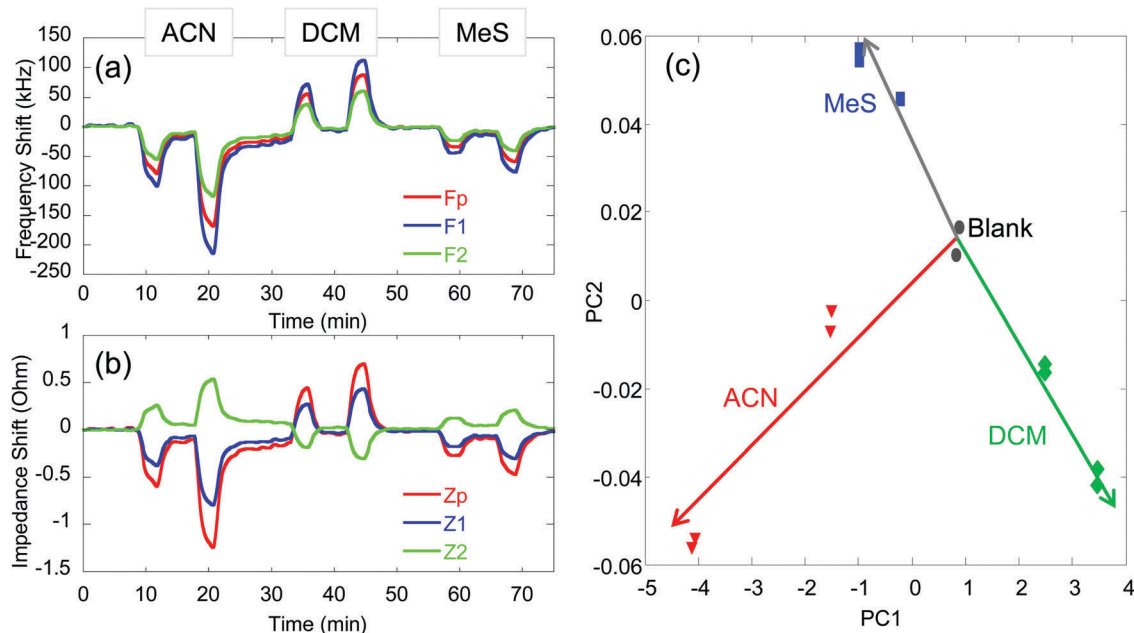 ACN DCM MeS
(a)
Frequency Shift (kHz)
150
100
50
0
-50
-100
-150
-200
-250
Fp
F1
F2
0 10 20 30 40 50 60 70
Time (min)
(b)
Impedance Shift (Ohm)
1
0.5
0
-0.5
-1
-1.5
Zp
Z1
Z2
0 10 20 30 40 50 60 70
Time (min)
(c)
PC2
0.06
0.04
0.02
0
-0.02
-0.04
-0.06
MeS
Blank
ACN
DCM
-5 -4 -3 -2 -1 0 1 2 3 4
PC1